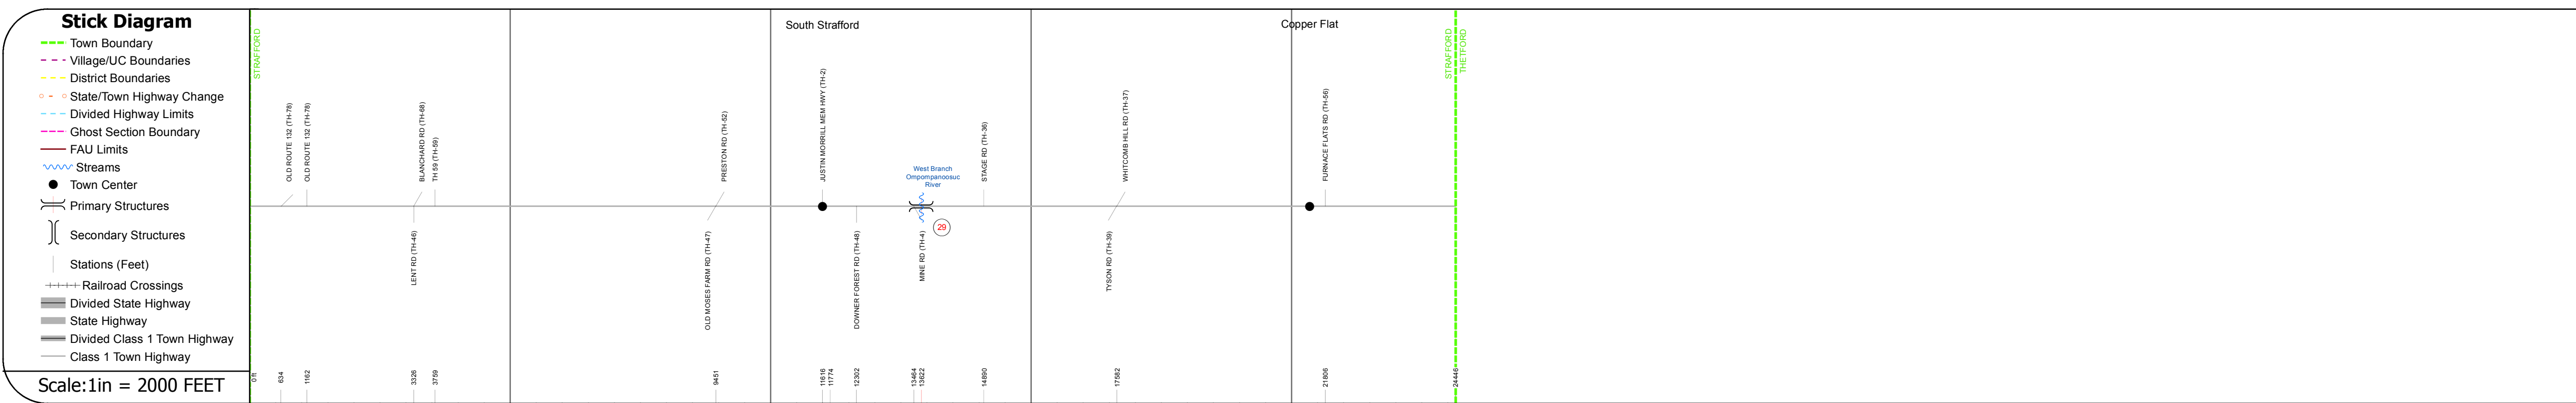 Stick Diagram
Town Boundary
Village/UC Boundaries
District Boundaries
State/Town Highway Change
Divided Highway Limits
Ghost Section Boundary
FAU Limits
Streams
Town Center
Primary Structures
Secondary Structures
Stations (Feet)
Railroad Crossings
Divided State Highway
State Highway
Divided Class 1 Town Highway
Class 1 Town Highway
Scale:1in = 2000 FEET
South Strafford
Copper Flat
STRAFFORD
STRAFFORD
THETFORD
OLD ROUTE 132 (TH-78)
OLD ROUTE 132 (TH-78)
BLANCHARD RD (TH-68)
TH 59 (TH-59)
PRESTON RD (TH-52)
JUSTIN MORRILL MEM HWY (TH-2)
West Branch
Ompompanoosuc
River
STAGE RD (TH-36)
WHITCOMB HILL RD (TH-37)
FURNACE FLATS RD (TH-56)
29
LENT RD (TH-46)
OLD MOSES FARM RD (TH-47)
DOWNER FOREST RD (TH-48)
MINE RD (TH-4)
TYSON RD (TH-39)
0 ft
634
1162
3326
3759
9451
11616
11774
12302
13464
13622
14890
17582
21806
24446